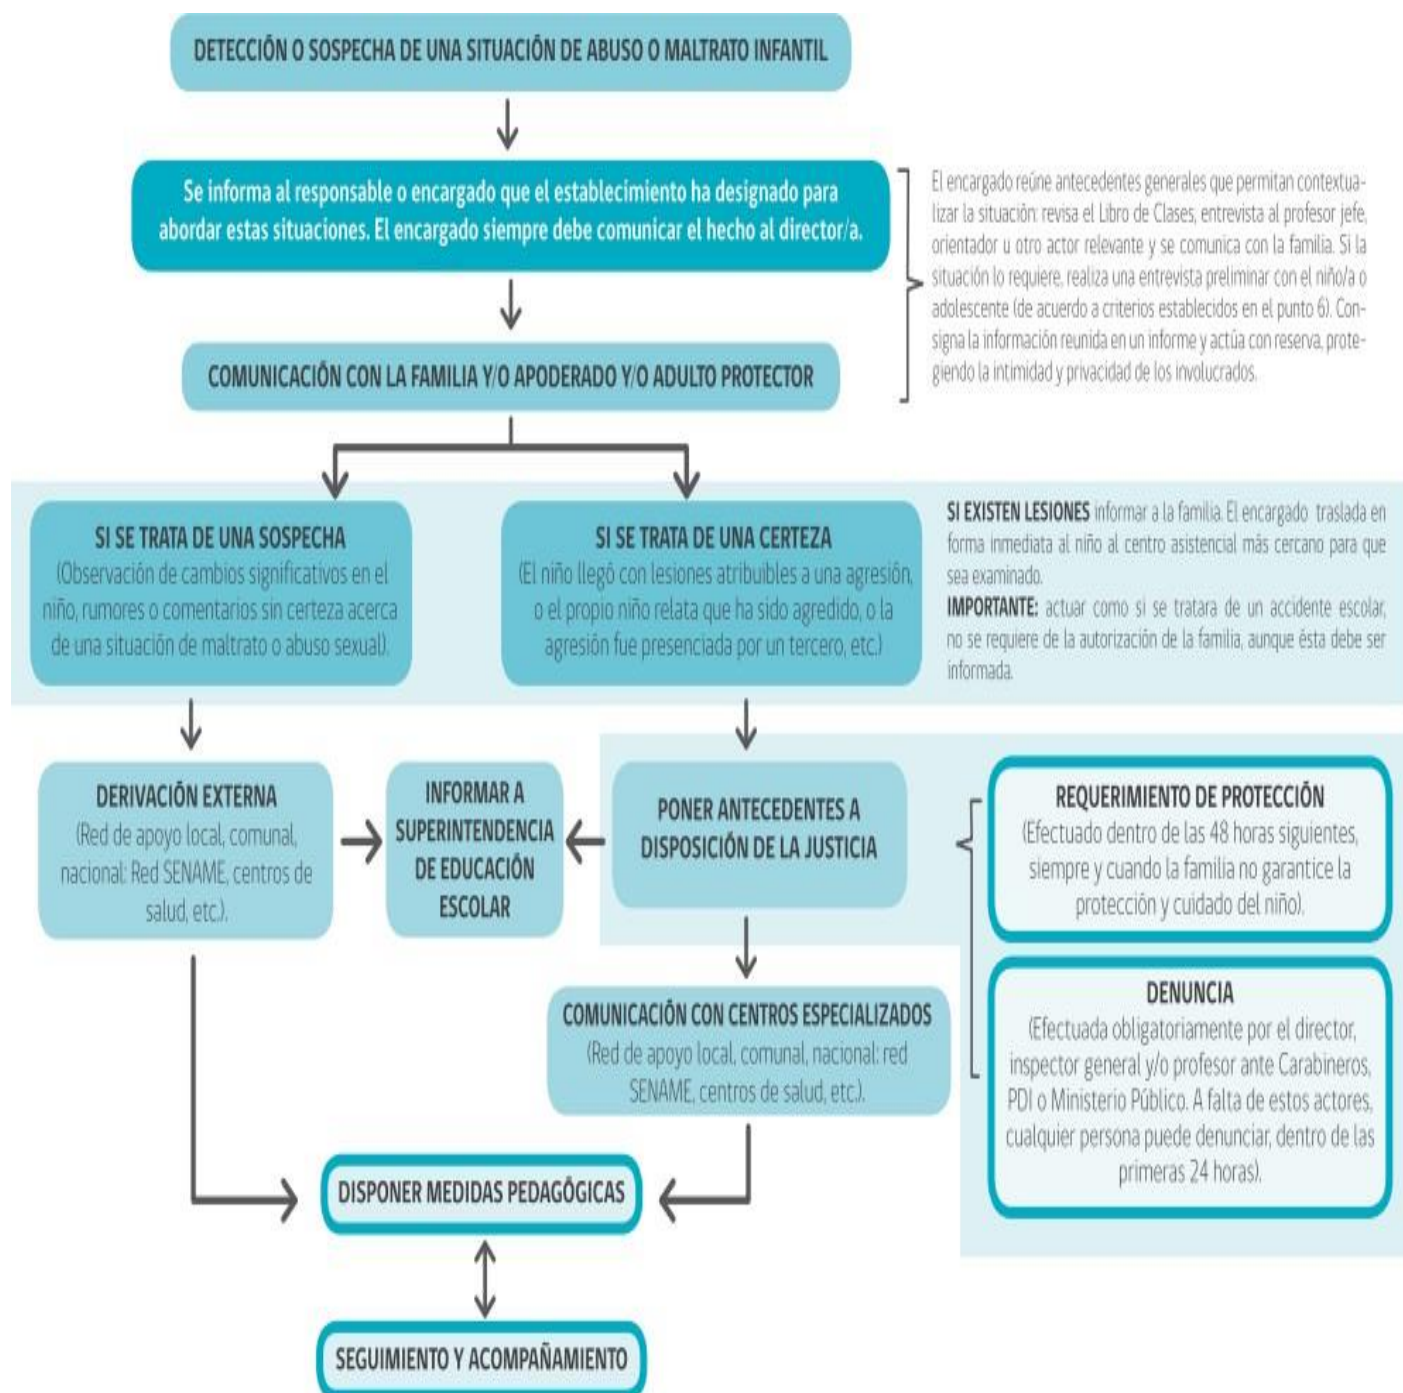 DETECCIÓN O SOSPECHA DE UNA SITUACIÓN DE ABUSO O MALTRATO INFANTIL
Se informa al responsable o encargado que el establecimiento ha designado para
abordar estas situaciones. El encargado siempre debe comunicar el hecho al director/a.
El encargado reúne antecedentes generales que permitan contextua-
lizar la situación: revisa el Libro de Clases, entrevista al profesor jefe,
orientador u otro actor relevante y se comunica con la familia. Si la
situación lo requiere, realiza una entrevista preliminar con el niño/a o
adolescente (de acuerdo a criterios establecidos en el punto 6). Con-
signa la información reunida en un informe y actúa con reserva, prote-
giendo la intimidad y privacidad de los involucrados.
COMUNICACIÓN CON LA FAMILIA Y/O APODERADO Y/O ADULTO PROTECTOR
SI SE TRATA DE UNA SOSPECHA
(Observación de cambios significativos en el
niño, rumores o comentarios sin certeza acerca
de una situación de maltrato o abuso sexual).
SI SE TRATA DE UNA CERTEZA
(El niño llegó con lesiones atribuibles a una agresión,
o el propio niño relata que ha sido agredido, o la
agresión fue presenciada por un tercero, etc.)
SI EXISTEN LESIONES informar a la familia. El encargado traslada en
forma inmediata al niño al centro asistencial más cercano para que
sea examinado.
IMPORTANTE: actuar como si se tratara de un accidente escolar,
no se requiere de la autorización de la familia, aunque ésta debe ser
informada.
DERIVACIÓN EXTERNA
(Red de apoyo local, comunal,
nacional: Red SENAME, centros de
salud, etc.).
INFORMAR A
SUPERINTENDENCIA
DE EDUCACIÓN
ESCOLAR
PONER ANTECEDENTES A
DISPOSICIÓN DE LA JUSTICIA
REQUERIMIENTO DE PROTECCIÓN
(Efectuado dentro de las 48 horas siguientes,
siempre y cuando la familia no garantice la
protección y cuidado del niño).
DENUNCIA
(Efectuada obligatoriamente por el director,
inspector general y/o profesor ante Carabineros,
PDI o Ministerio Público. A falta de estos actores,
cualquier persona puede denunciar, dentro de las
primeras 24 horas).
COMUNICACIÓN CON CENTROS ESPECIALIZADOS
(Red de apoyo local, comunal, nacional: red
SENAME, centros de salud, etc.).
DISPONER MEDIDAS PEDAGÓGICAS
SEGUIMIENTO Y ACOMPAÑAMIENTO